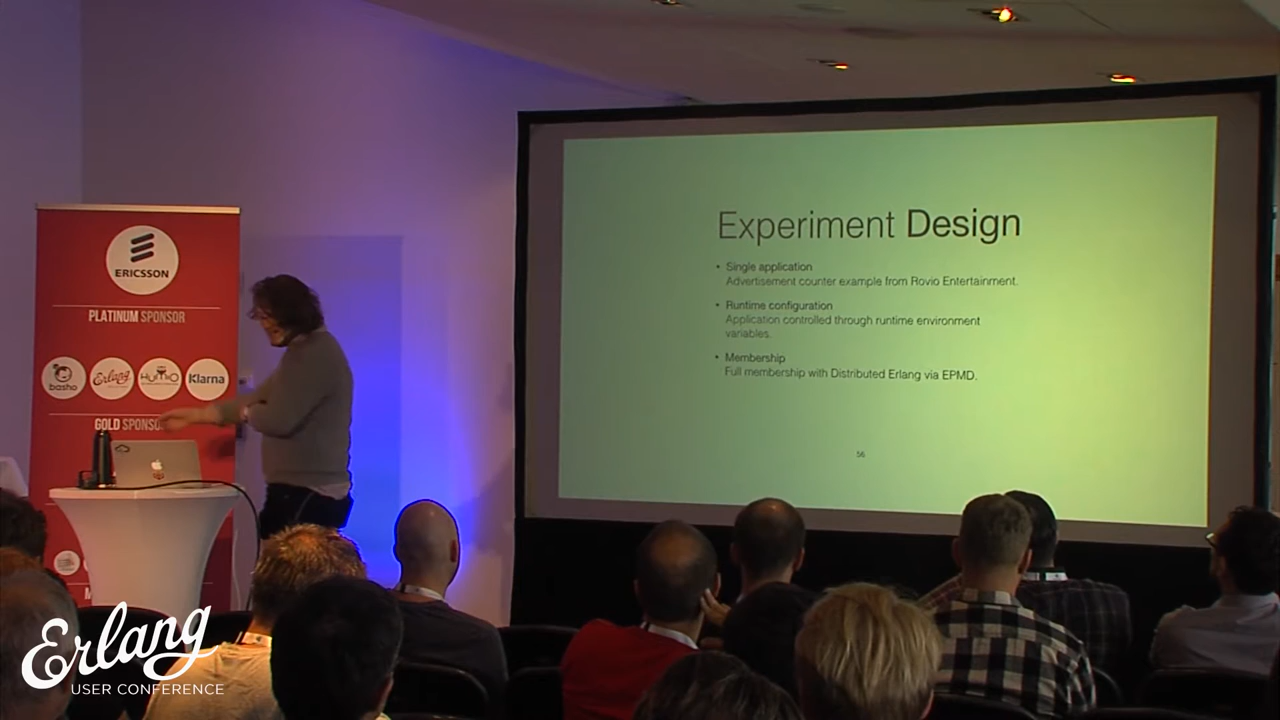 ERICSSON
PLATINUM SPONSOR
basho
Erlang
HUMIO
Klarna
GOLD
Experiment Design
• Single application
Advertisement counter example from Rovio Entertainment.
• Runtime configuration
Application controlled through runtime environment
variables.
• Membership
Full membership with Distributed Erlang via EPMD.
56
Erlang
USER CONFERENCE